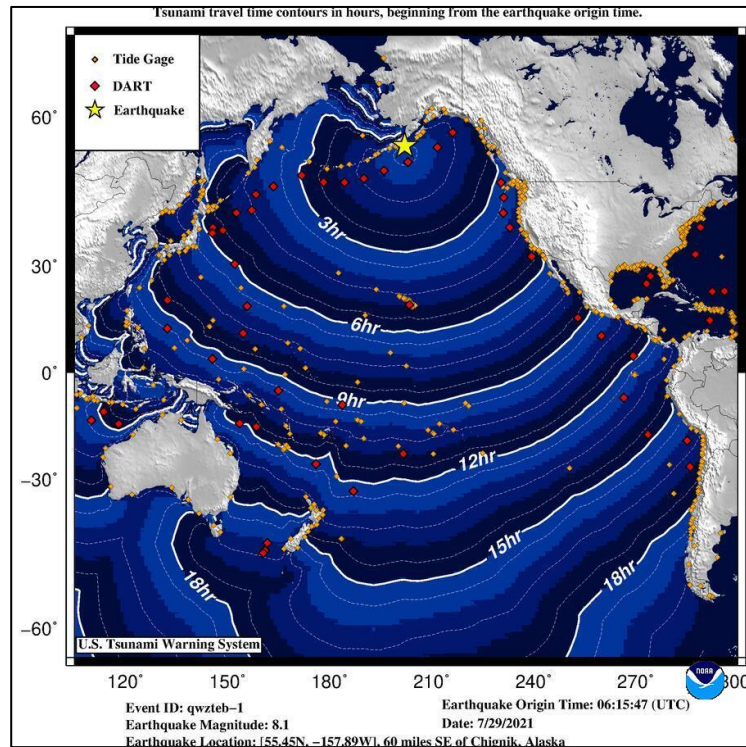 Tsunami travel time contours in hours, beginning from the earthquake origin time.
Tide Gage
DART
Earthquake
60°
30°
0°
−30°
−60°
3hr
6hr
9hr
12hr
15hr
18hr
18hr
U.S. Tsunami Warning System
NOAA
120° 150° 180° 210° 240° 270° 300
Event ID: qwzteb−1
Earthquake Magnitude: 8.1
Earthquake Location: [55.45N, −157.89W], 60 miles SE of Chignik, Alaska
Earthquake Origin Time: 06:15:47 (UTC)
Date: 7/29/2021